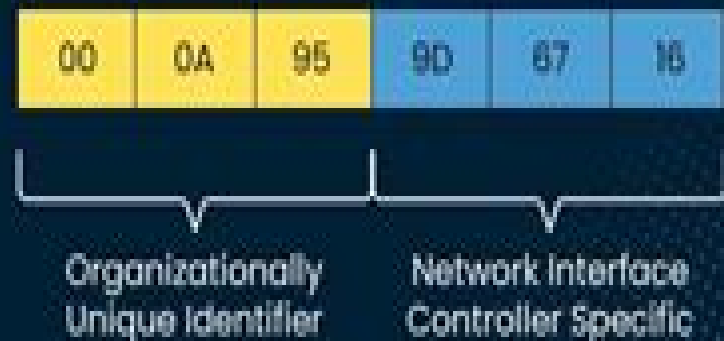 00 0A 95 9D 67 16
Organizationally Network Interface
Unique Identifier Controller Specific